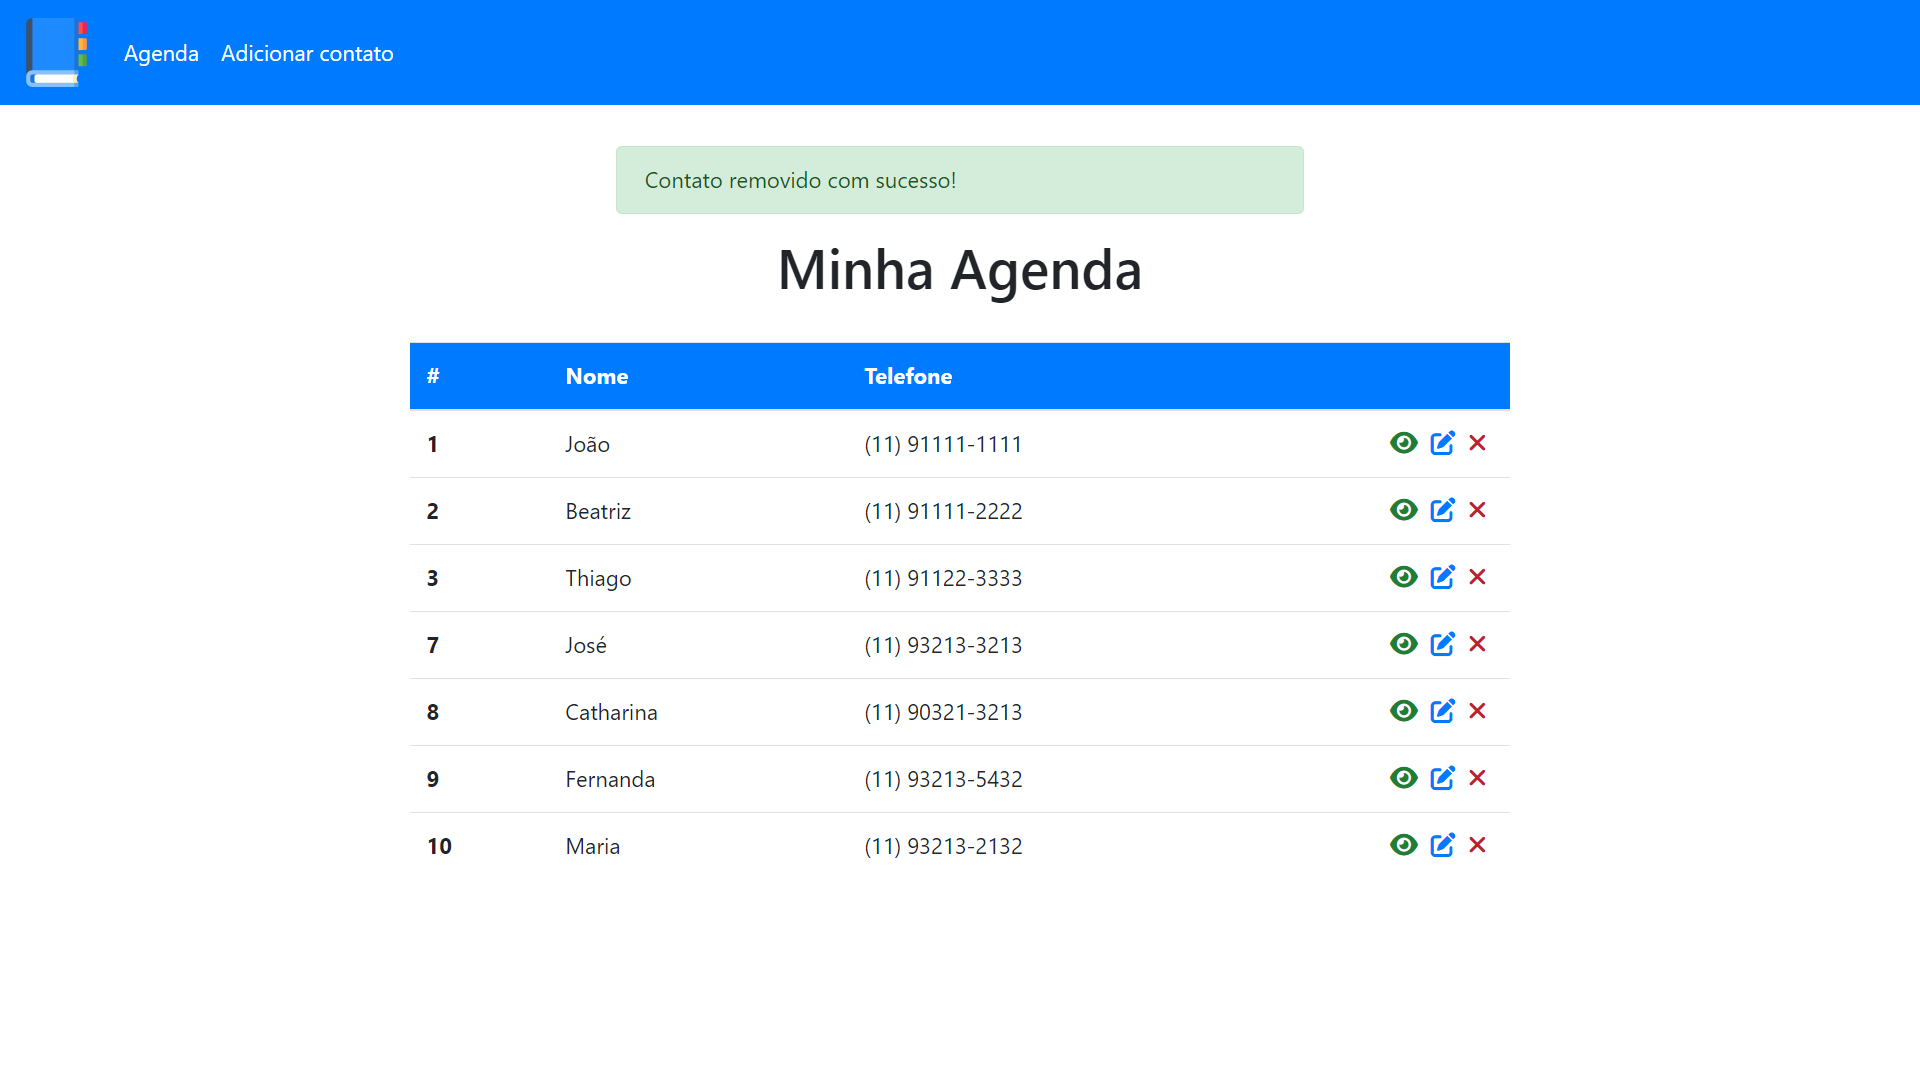 Agenda Adicionar contato
Contato removido com sucesso!
Minha Agenda
# Nome Telefone
1 João (11) 91111-1111
2 Beatriz (11) 91111-2222
3 Thiago (11) 91122-3333
7 José (11) 93213-3213
8 Catharina (11) 90321-3213
9 Fernanda (11) 93213-5432
10 Maria (11) 93213-2132